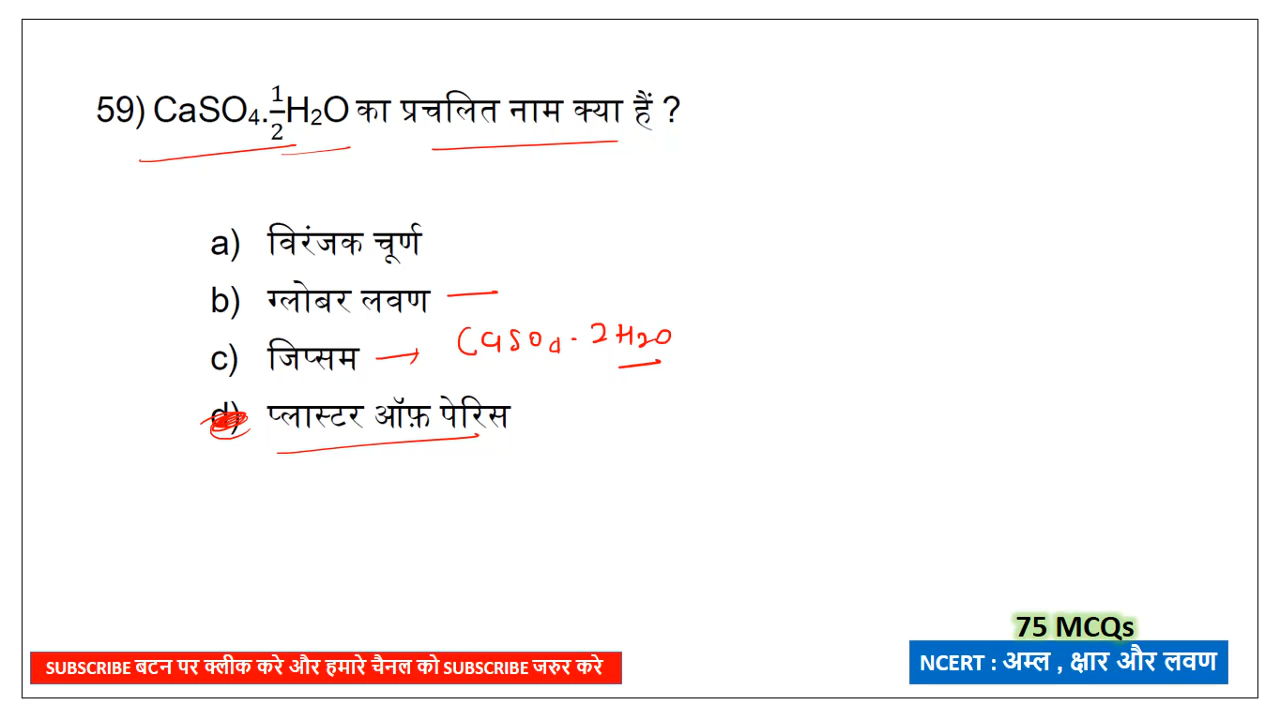 59) CaSO₄.½H₂O का प्रचलित नाम क्या हैं ?
a) विरंजक चूर्ण
b) ग्लोबर लवण
c) जिप्सम → CaSO₄. 2H₂O
d) प्लास्टर ऑफ़ पेरिस
75 MCQs
SUBSCRIBE बटन पर क्लीक करे और हमारे चैनल को SUBSCRIBE जरुर करे
NCERT : अम्ल , क्षार और लवण